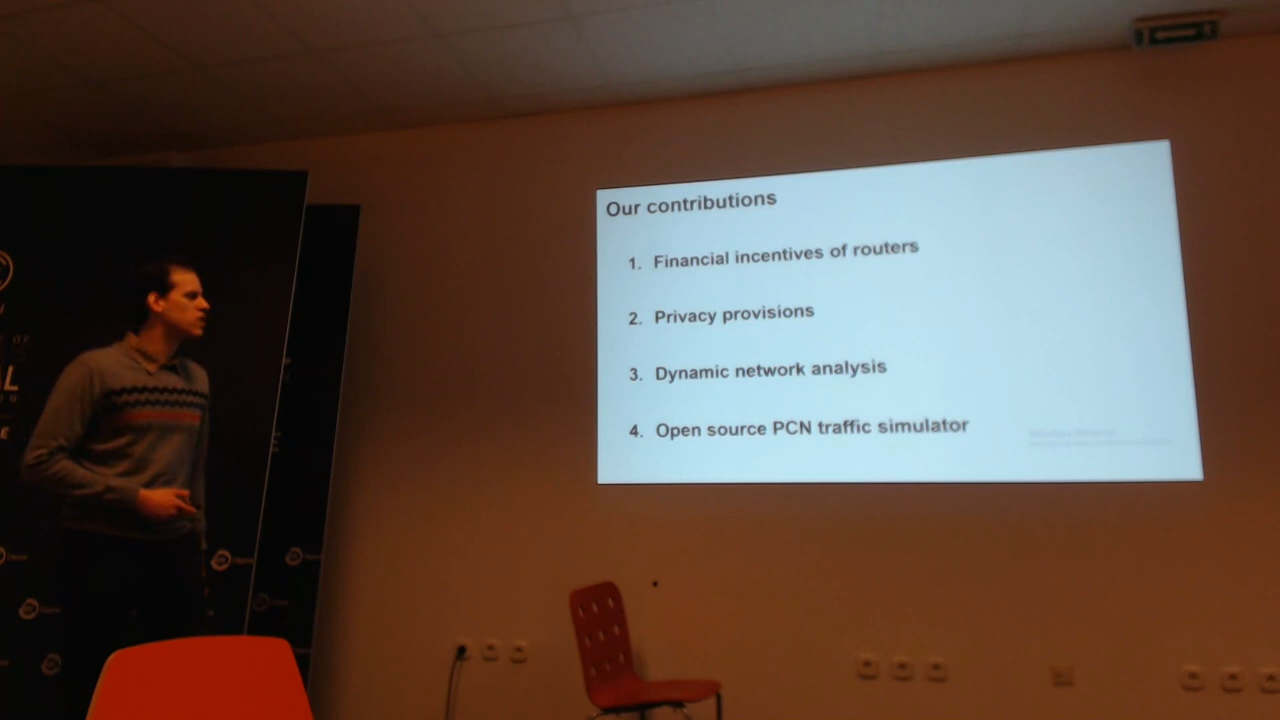 Our contributions
1. Financial incentives of routers
2. Privacy provisions
3. Dynamic network analysis
4. Open source PCN traffic simulator